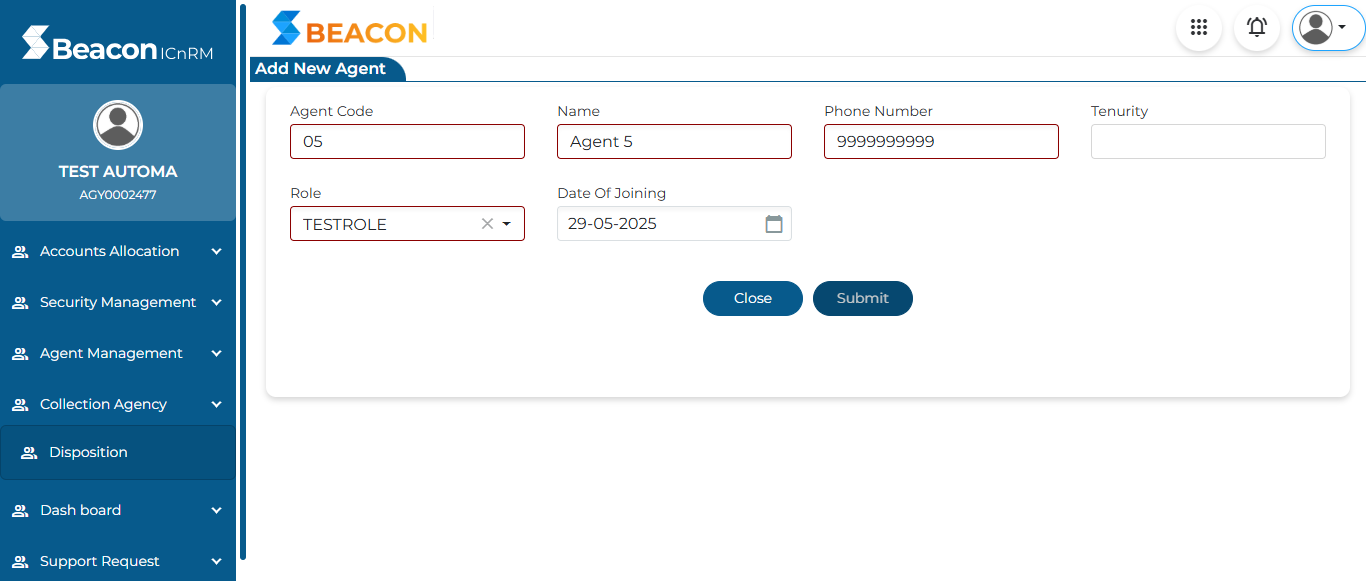 Beacon ICnRM
BEACON
Add New Agent
TEST AUTOMA
AGY0002477
Accounts Allocation
Security Management
Agent Management
Collection Agency
Disposition
Dash board
Support Request
Agent Code
Name
Phone Number
Tenurity
05
Agent 5
9999999999
Role
Date Of Joining
TESTROLE
29-05-2025
Close
Submit